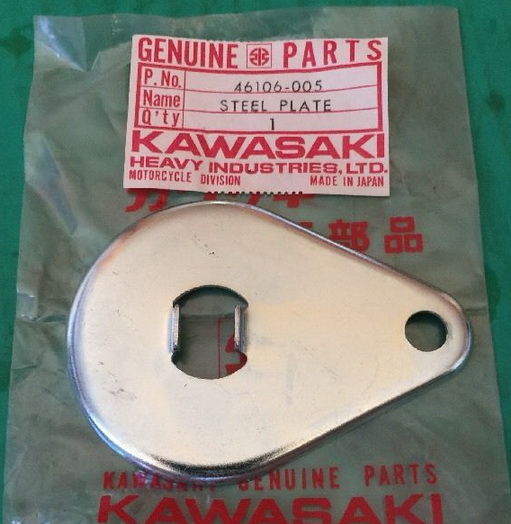 GENUINE PARTS
P. No. 46106-005
Name STEEL PLATE
Q'ty 1
KAWASAKI
HEAVY INDUSTRIES, LTD.
MOTORCYCLE DIVISION MADE IN JAPAN
部品
KAWASAKI GENUINE PARTS
KAWASAKI